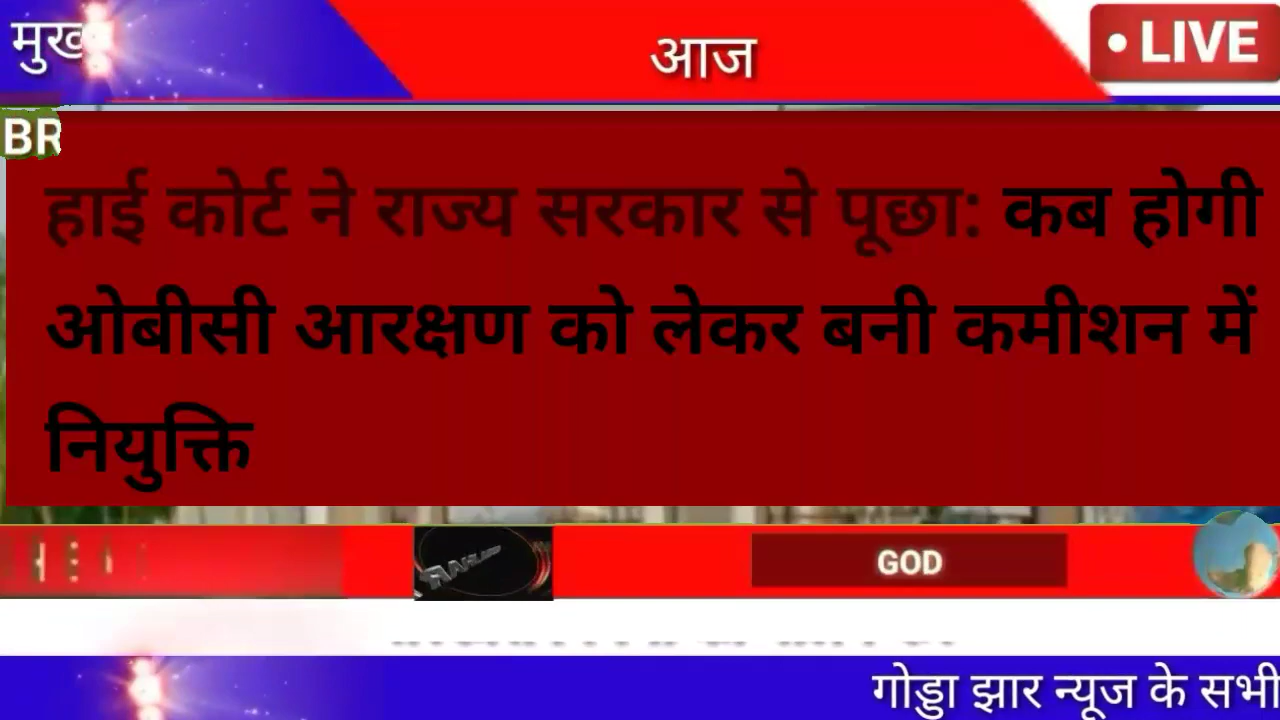 आज
LIVE
BR
हाई कोर्ट ने राज्य सरकार से पूछा: कब होगी
ओबीसी आरक्षण को लेकर बनी कमीशन में
नियुक्ति
GOD
गोड्डा झार न्यूज के सभी